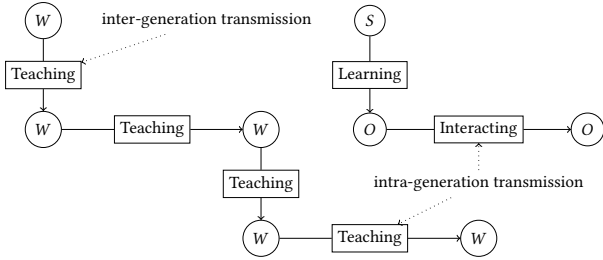 W
inter-generation transmission
S
Teaching
Learning
W
Teaching
W
O
Interacting
O
Teaching
intra-generation transmission
W
Teaching
W